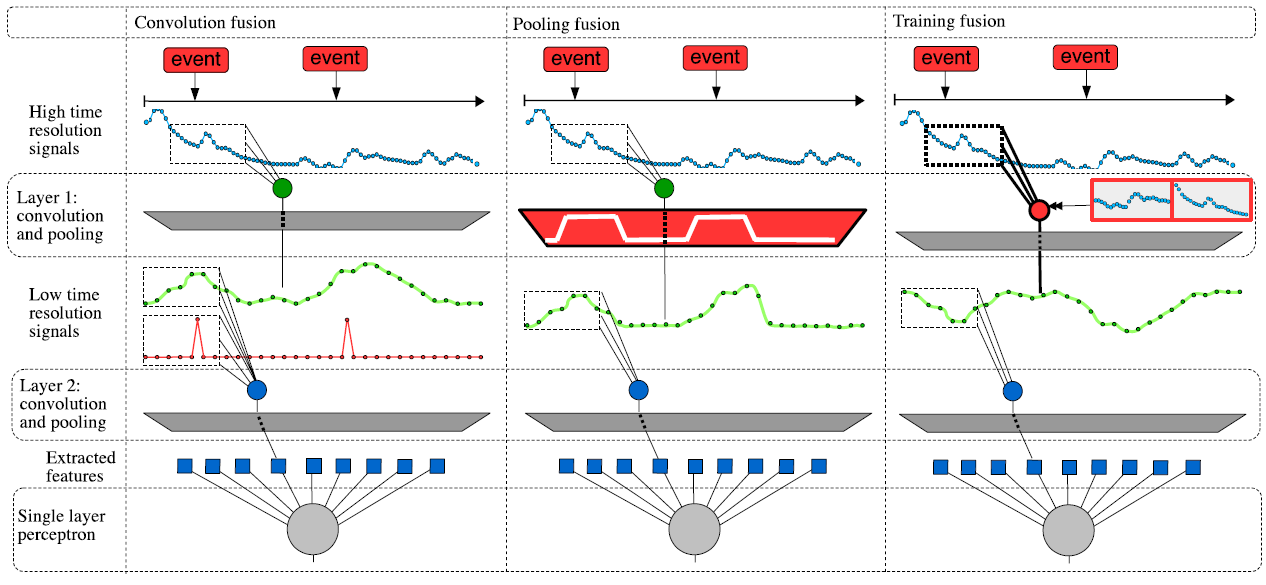 Convolution fusion
Pooling fusion
Training fusion
event
event
event
event
event
event
High time
resolution
signals
Layer 1:
convolution
and pooling
Low time
resolution
signals
Layer 2:
convolution
and pooling
Extracted
features
Single layer
perceptron